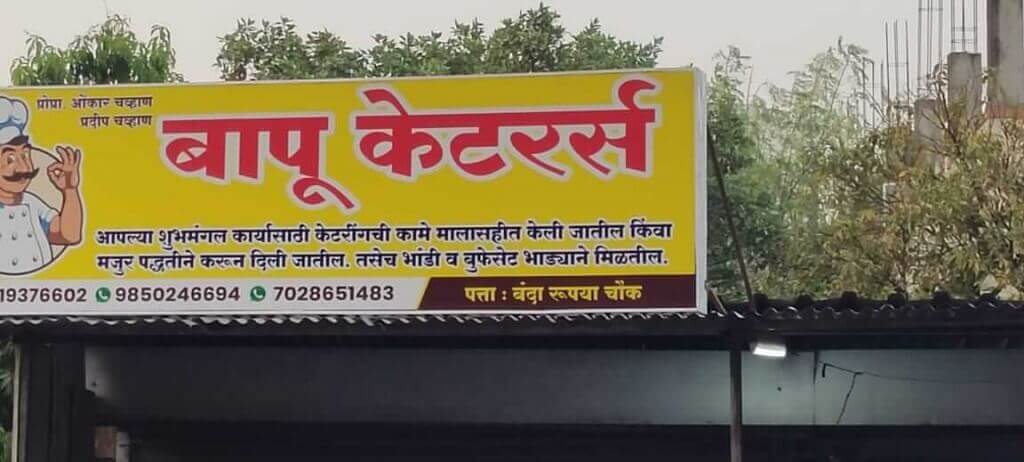 प्रोप्रा. ओंकार चव्हाण
प्रदीप चव्हाण
बापू केटरर्स
आपल्या शुभमंगल कार्यासाठी केटरींगची कामे मालासहीत केली जातील किंवा
मजुर पद्धतीने करून दिली जातील. तसेच भांडी व बुफेसेट भाड्याने मिळतील.
19376602 9850246694 7028651483 पत्ता : बंदा रूपया चौक